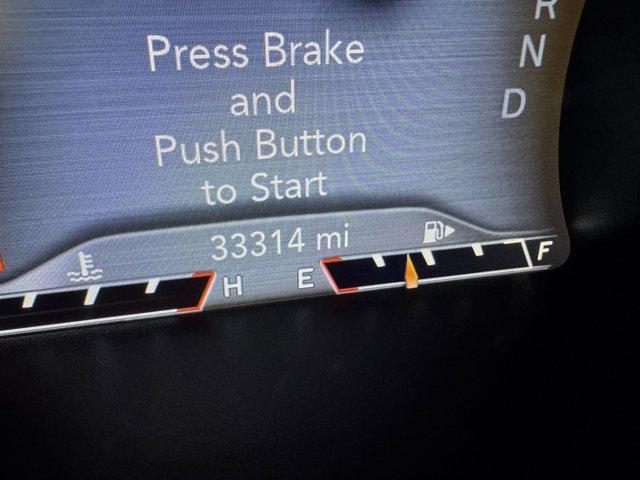 R
Press Brake
N
and
D
Push Button
to Start
33314 mi
H
E
F